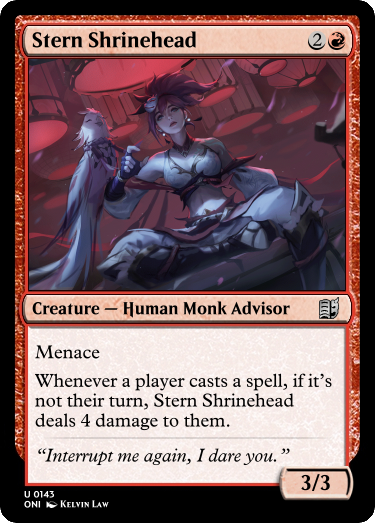 Stern Shrinehead 2
Creature — Human Monk Advisor
Menace
Whenever a player casts a spell, if it's
not their turn, Stern Shrinehead
deals 4 damage to them.
“Interrupt me again, I dare you.”
3/3
U 0143
ONI Kelvin Law